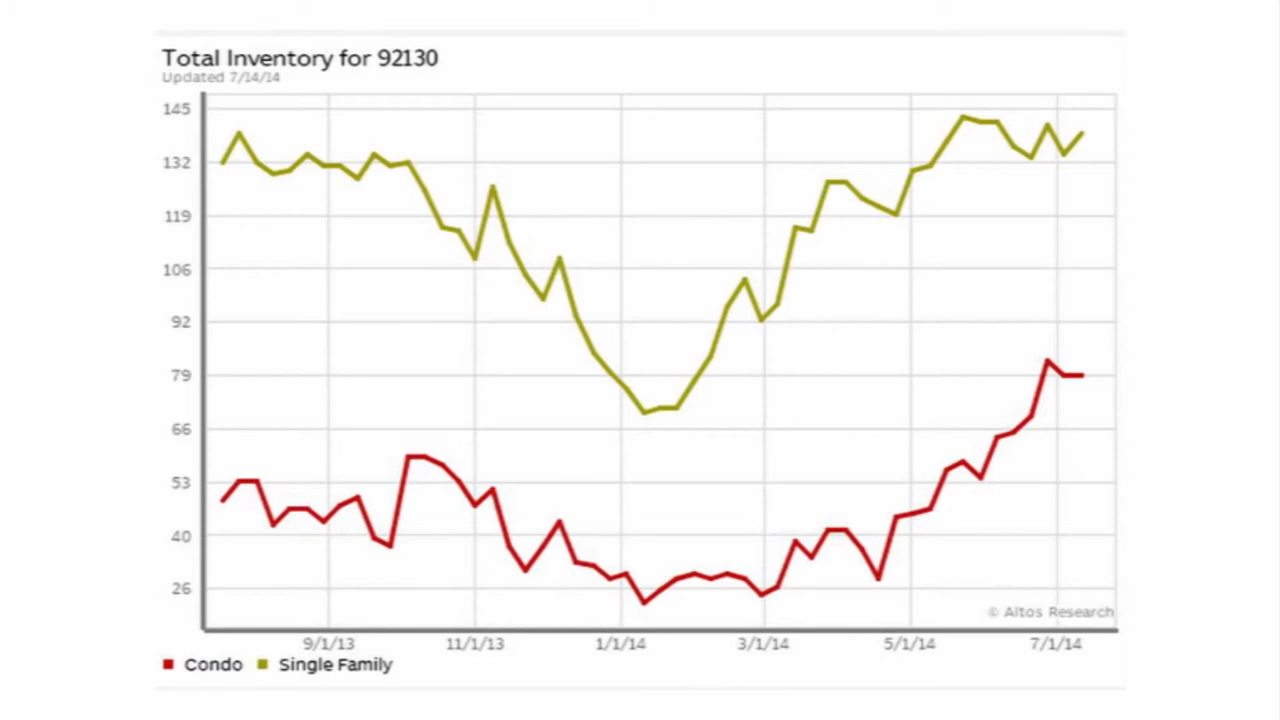 Total Inventory for 92130
Updated 7/14/14
145
132
119
106
92
79
66
53
40
26
© Altos Research
9/1/13 11/1/13 1/1/14 3/1/14 5/1/14 7/1/14
Condo Single Family